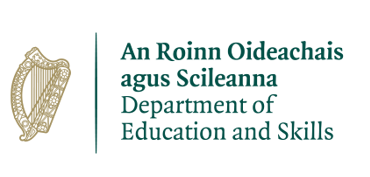 An Roinn Oideachais
agus Scileanna
Department of
Education and Skills